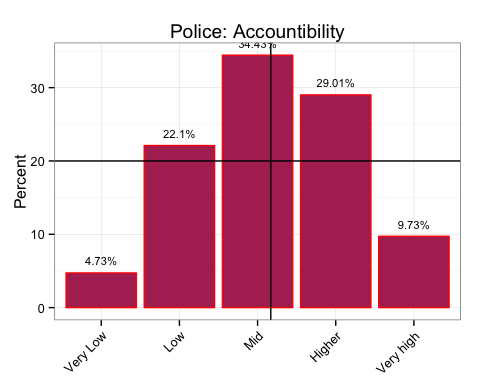 Police: Accountibility
34.43%
29.01%
22.1%
9.73%
4.73%
Percent
30
20
10
0
Very Low
Low
Mid
Higher
Very high